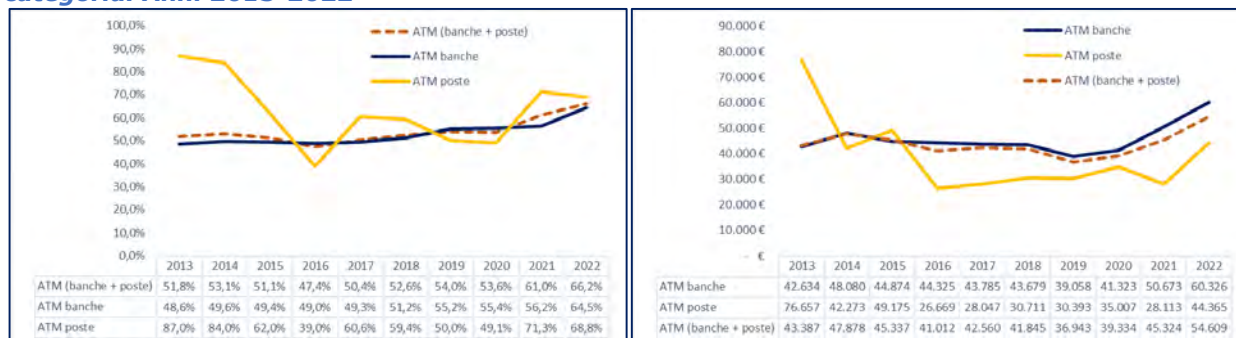 categoria. Anni 2013-2022
100,0%
90,0%
80,0%
70,0%
60,0%
50,0%
40,0%
30,0%
20,0%
10,0%
0,0%
ATM (banche + poste)
ATM banche
ATM poste
2013 2014 2015 2016 2017 2018 2019 2020 2021 2022
ATM (banche + poste) 51,8% 53,1% 51,1% 47,4% 50,4% 52,6% 54,0% 53,6% 61,0% 66,2%
ATM banche 48,6% 49,6% 49,4% 49,0% 49,3% 51,2% 55,2% 55,4% 56,2% 64,5%
ATM poste 87,0% 84,0% 62,0% 39,0% 60,6% 59,4% 50,0% 49,1% 71,3% 68,8%
90.000 €
80.000 €
70.000 €
60.000 €
50.000 €
40.000 €
30.000 €
20.000 €
10.000 €
- €
ATM banche
ATM poste
ATM (banche + poste)
2013 2014 2015 2016 2017 2018 2019 2020 2021 2022
ATM banche 42.634 48.080 44.874 44.325 43.785 43.679 39.058 41.323 50.673 60.326
ATM poste 76.657 42.273 49.175 26.669 28.047 30.711 30.393 35.007 28.113 44.365
ATM (banche + poste) 43.387 47.878 45.337 41.012 42.560 41.845 36.943 39.334 45.324 54.609